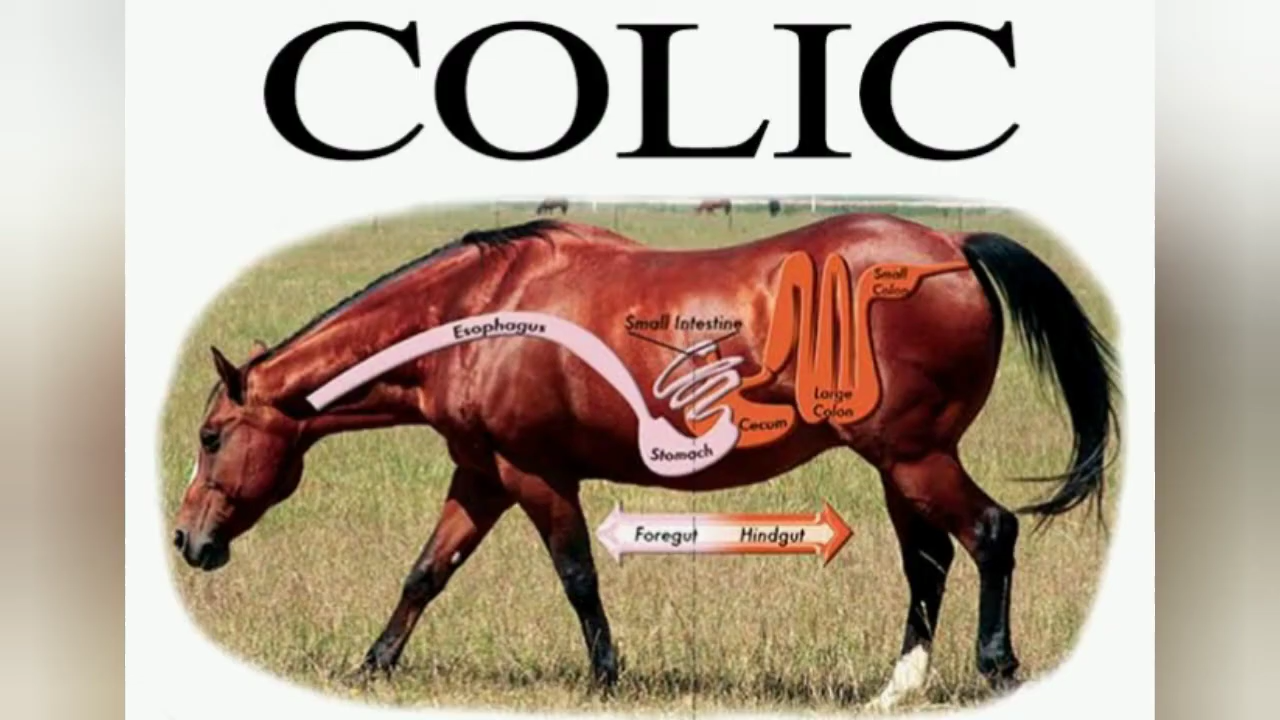 COLIC
Esophagus
Small Intestine
Small
Colon
Large
Colon
Cecum
Stomach
Foregut
Hindgut